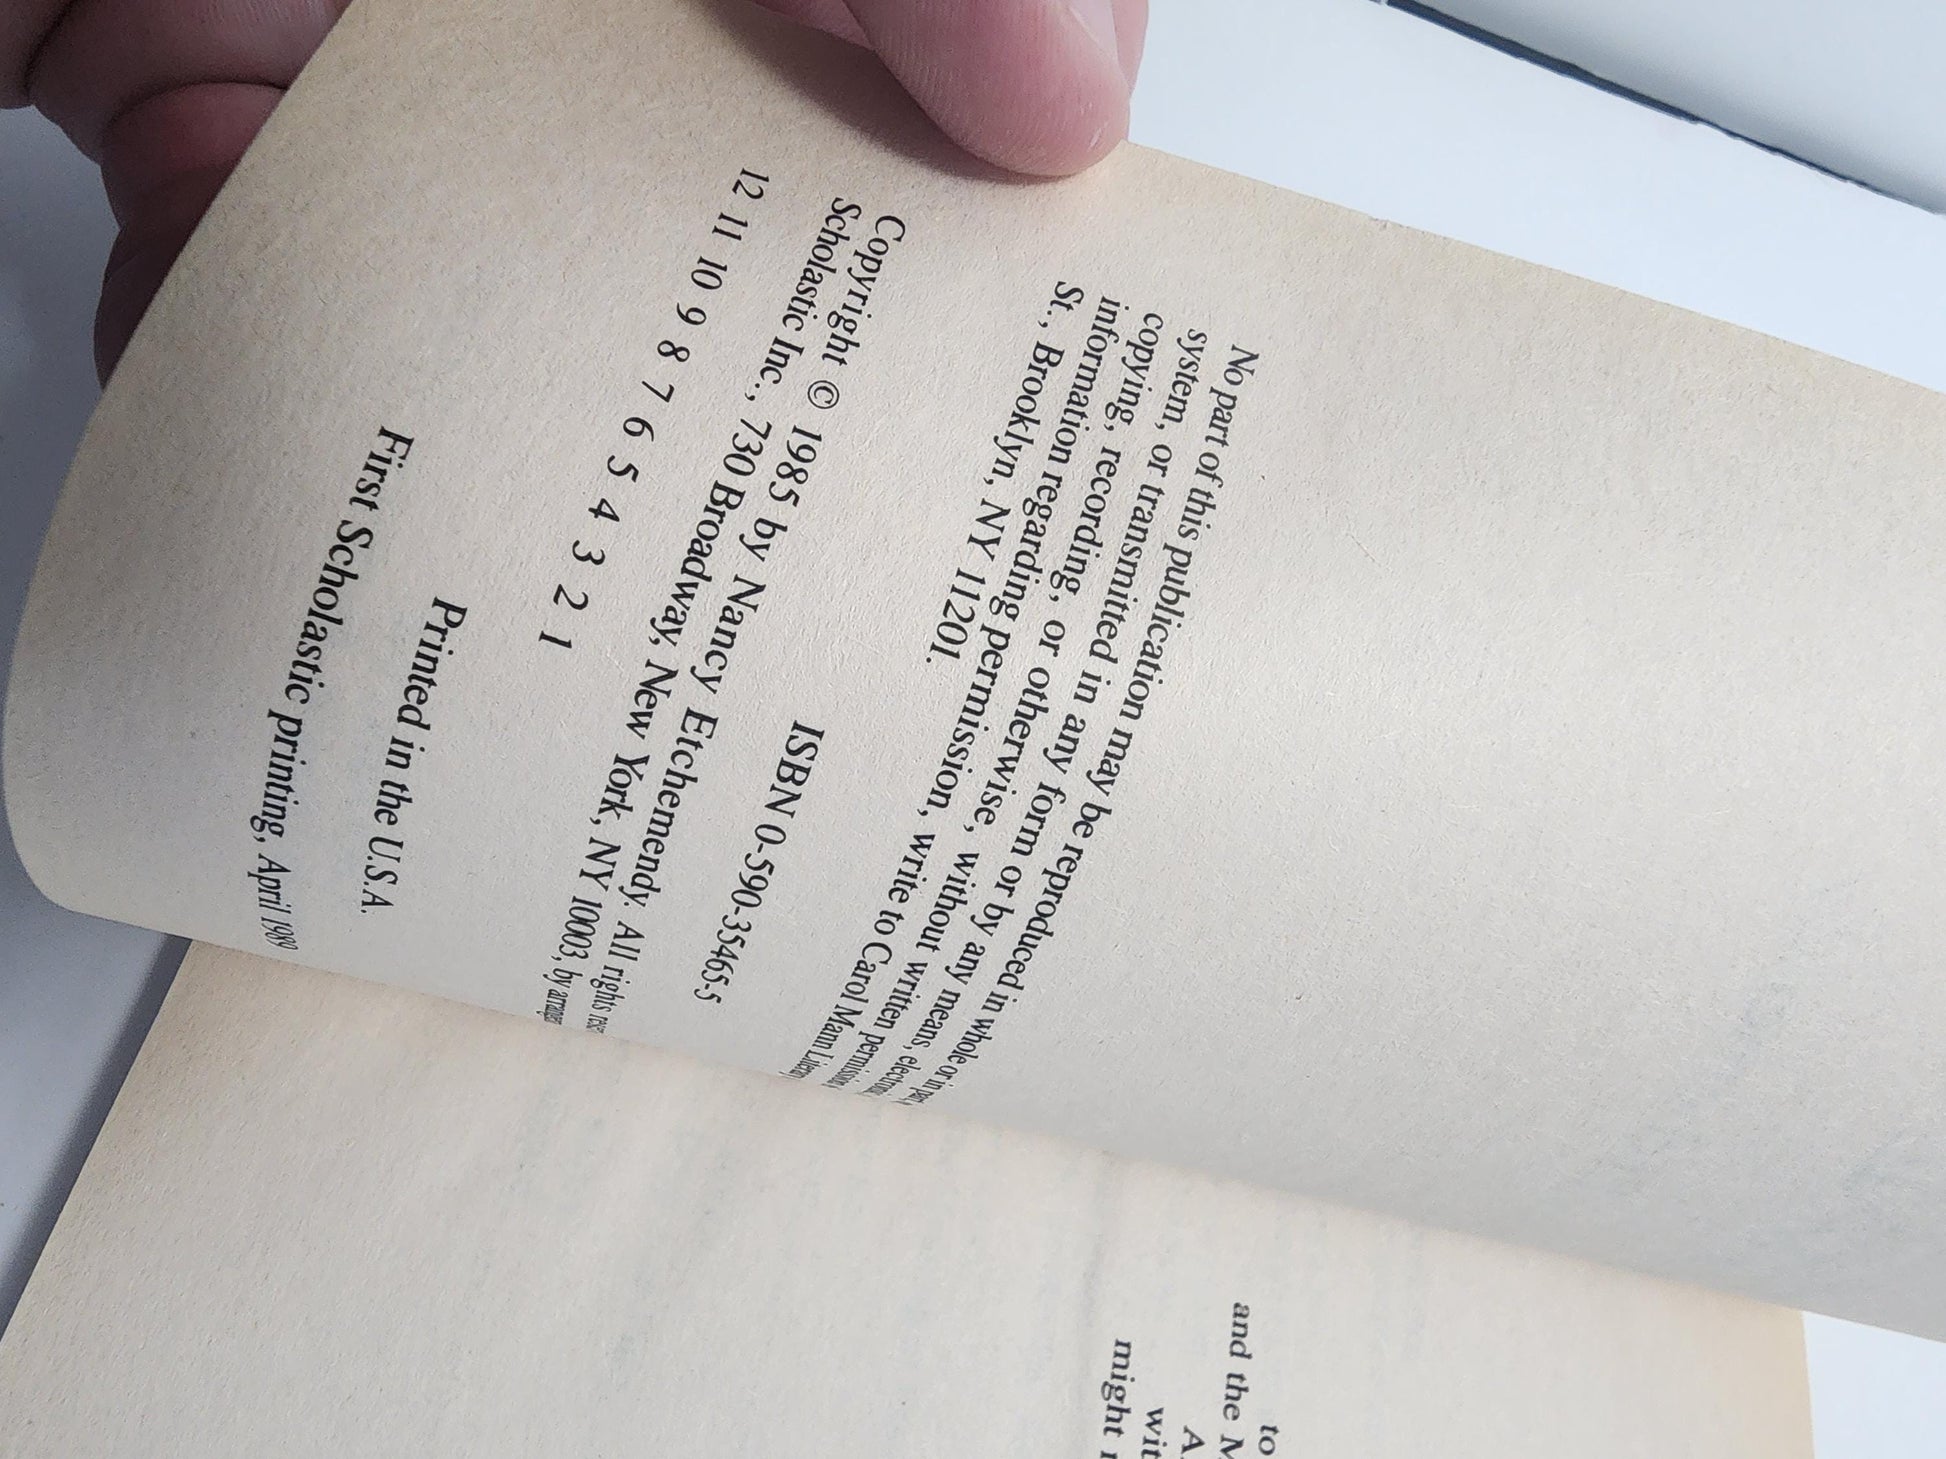 No part of this publication may be reproduced in whole or in part,
system, or transmitted in any form or by any means, electronic,
copying, recording, or otherwise, without written permission
information regarding permission, write to Carol Mann Literary
St., Brooklyn, NY 11201.
ISBN 0-590-35465-5
Copyright © 1985 by Nancy Etchemendy. All rights
Scholastic Inc., 730 Broadway, New York, NY 10003, by
12 11 10 9 8 7 6 5 4 3 2 1
Printed in the U.S.A.
First Scholastic printing, April 1989
to
and the M
A
wit
might